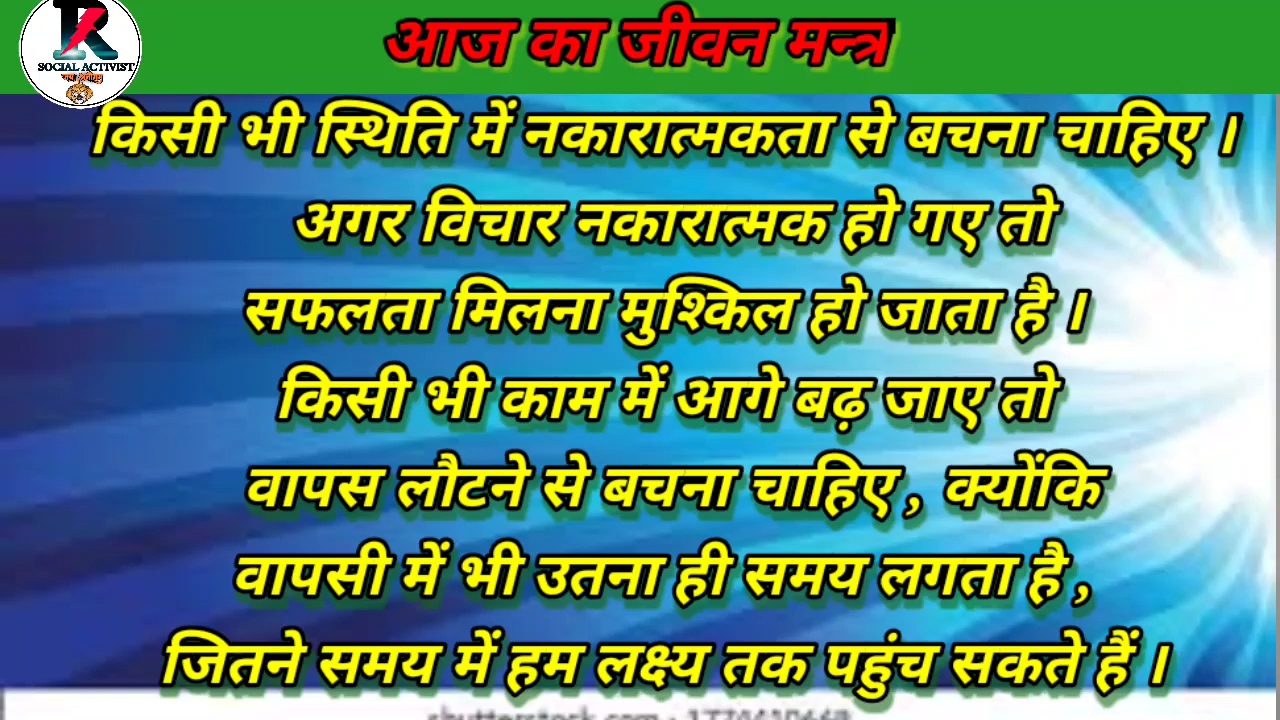 आज का जीवन मन्त्र
R
SOCIAL ACTIVIST
किसी भी स्थिति में नकारात्मकता से बचना चाहिए ।
अगर विचार नकारात्मक हो गए तो
सफलता मिलना मुश्किल हो जाता है ।
किसी भी काम में आगे बढ़ जाए तो
वापस लौटने से बचना चाहिए , क्योंकि
वापसी में भी उतना ही समय लगता है ,
जितने समय में हम लक्ष्य तक पहुंच सकते हैं ।